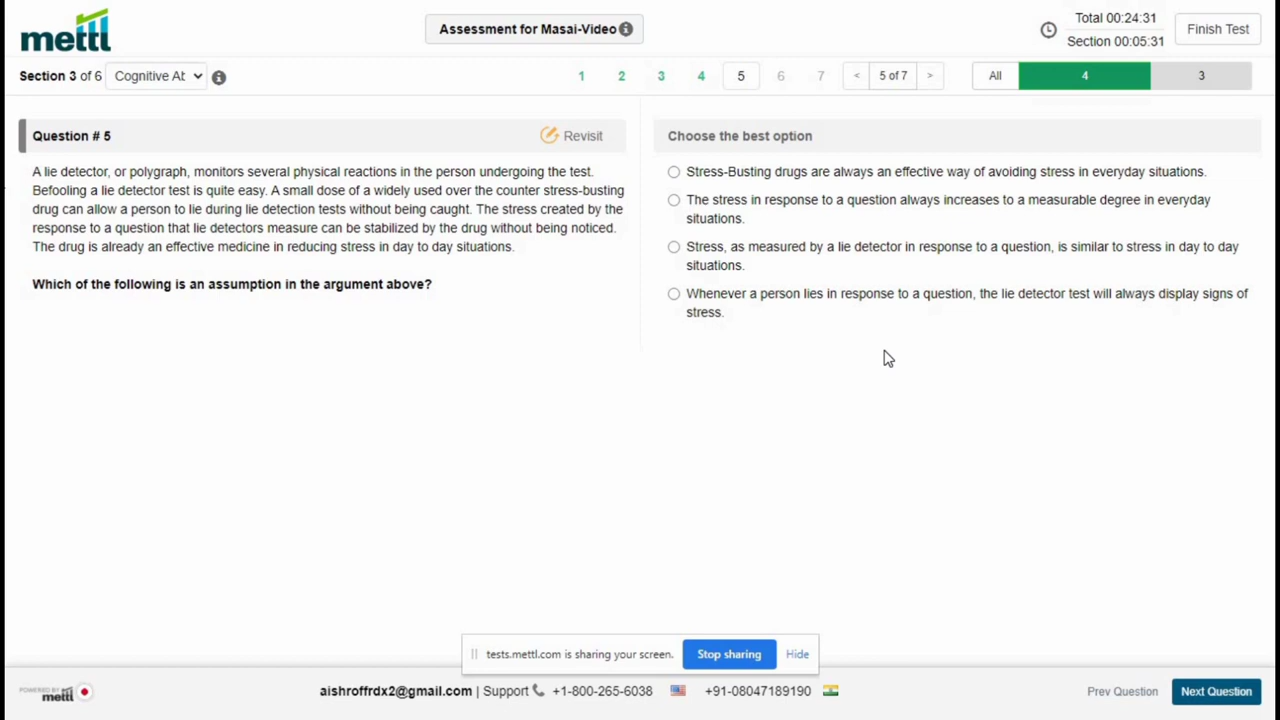 mettl
Assessment for Masai-Video
Total 00:24:31
Section 00:05:31
Finish Test
Section 3 of 6 Cognitive At
1 2 3 4 5 6 7 < 5 of 7 > All 4 3
Question # 5
Revisit
A lie detector, or polygraph, monitors several physical reactions in the person undergoing the test.
Befooling a lie detector test is quite easy. A small dose of a widely used over the counter stress-busting
drug can allow a person to lie during lie detection tests without being caught. The stress created by the
response to a question that lie detectors measure can be stabilized by the drug without being noticed.
The drug is already an effective medicine in reducing stress in day to day situations.
Which of the following is an assumption in the argument above?
Choose the best option
Stress-Busting drugs are always an effective way of avoiding stress in everyday situations.
The stress in response to a question always increases to a measurable degree in everyday
situations.
Stress, as measured by a lie detector in response to a question, is similar to stress in day to day
situations.
Whenever a person lies in response to a question, the lie detector test will always display signs of
stress.
tests.mettl.com is sharing your screen. Stop sharing Hide
POWERED BY
mettl
aishroffrdx2@gmail.com | Support +1-800-265-6038 +91-08047189190
Prev Question Next Question